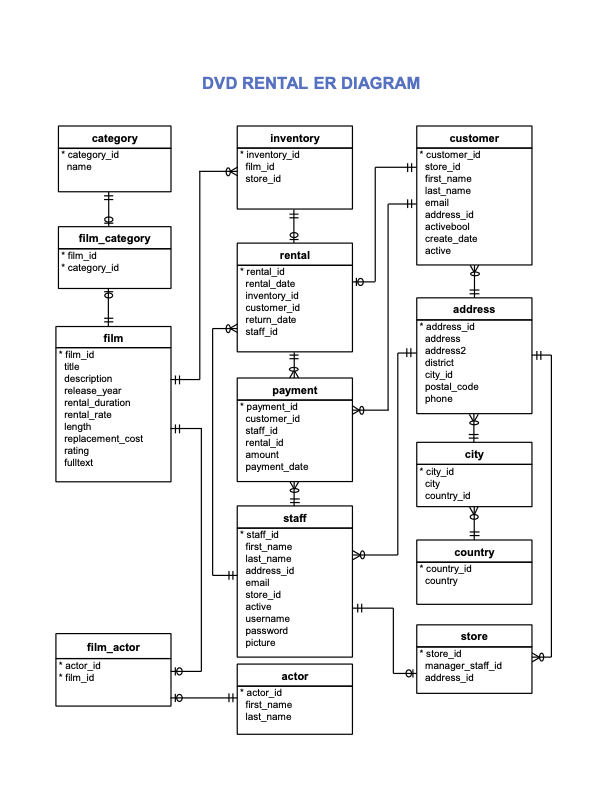 DVD RENTAL ER DIAGRAM
category
* category_id
name
film_category
* film_id
* category_id
film
* film_id
title
description
release_year
rental_duration
rental_rate
length
replacement_cost
rating
fulltext
film_actor
* actor_id
* film_id
inventory
* inventory_id
film_id
store_id
rental
* rental_id
rental_date
inventory_id
customer_id
return_date
staff_id
payment
* payment_id
customer_id
staff_id
rental_id
amount
payment_date
staff
* staff_id
first_name
last_name
address_id
email
store_id
active
username
password
picture
actor
* actor_id
first_name
last_name
customer
* customer_id
store_id
first_name
last_name
email
address_id
activebool
create_date
active
address
* address_id
address
address2
district
city_id
postal_code
phone
city
* city_id
city
country_id
country
* country_id
country
store
* store_id
manager_staff_id
address_id